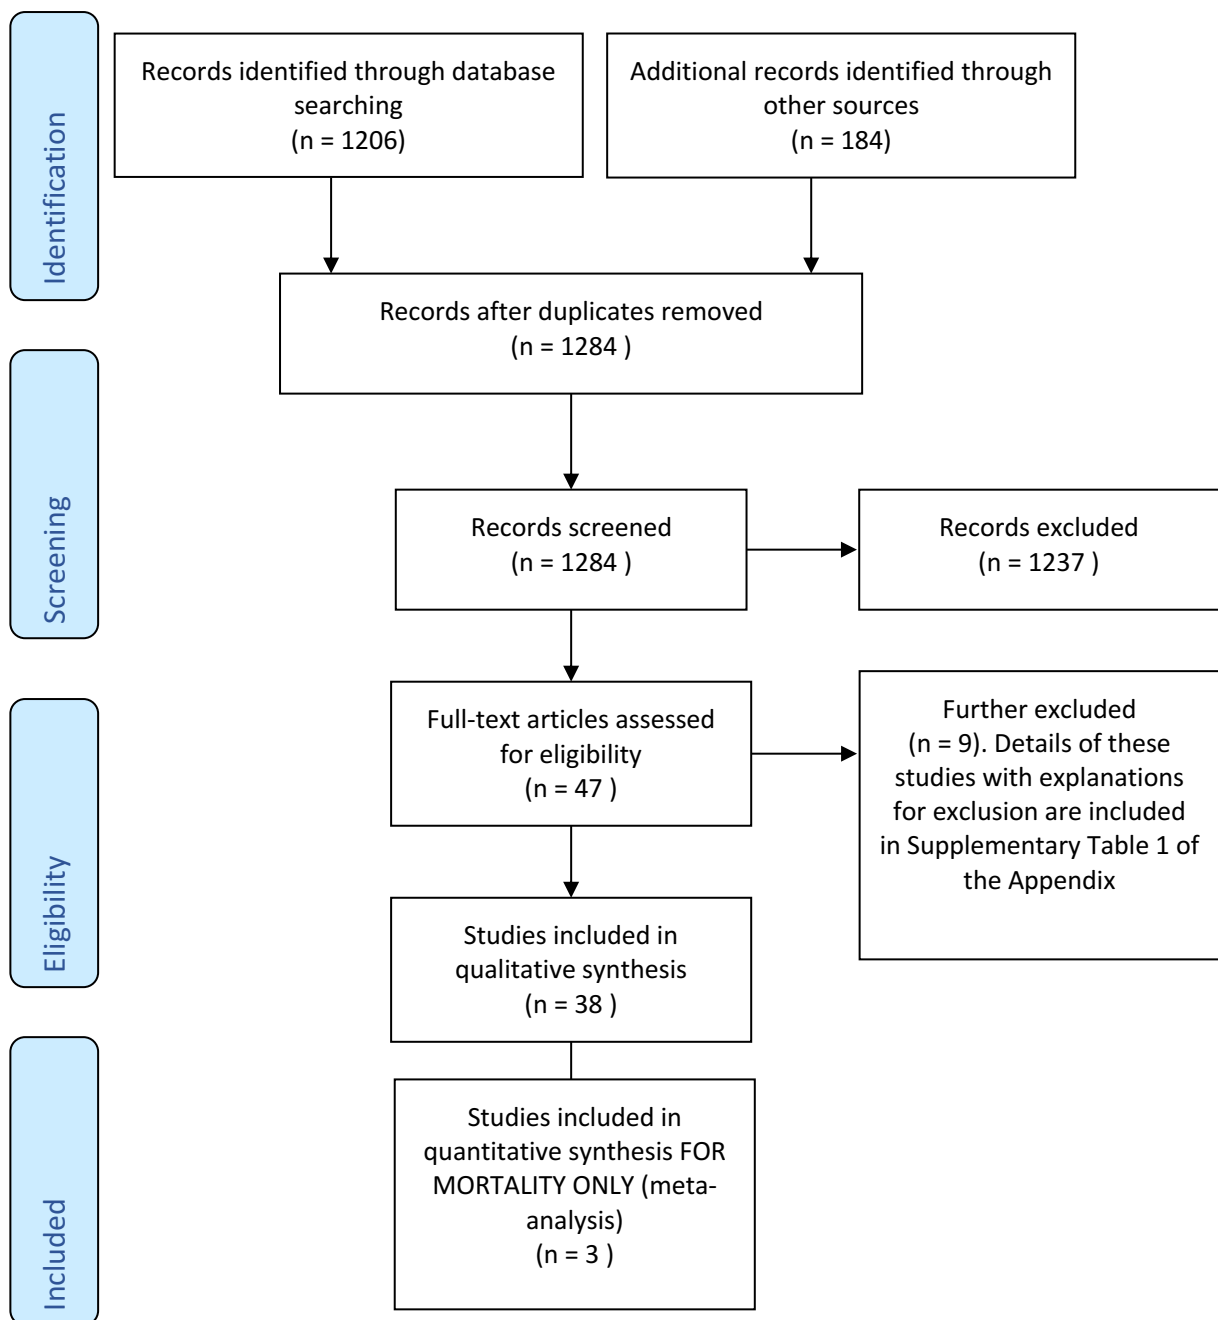 Identification
Records identified through database
searching
(n = 1206)
Additional records identified through
other sources
(n = 184)
Records after duplicates removed
(n = 1284 )
Screening
Records screened
(n = 1284 )
Records excluded
(n = 1237 )
Eligibility
Full-text articles assessed
for eligibility
(n = 47 )
Further excluded
(n = 9). Details of these
studies with explanations
for exclusion are included
in Supplementary Table 1 of
the Appendix
Studies included in
qualitative synthesis
(n = 38 )
Included
Studies included in
quantitative synthesis FOR
MORTALITY ONLY (meta-
analysis)
(n = 3 )